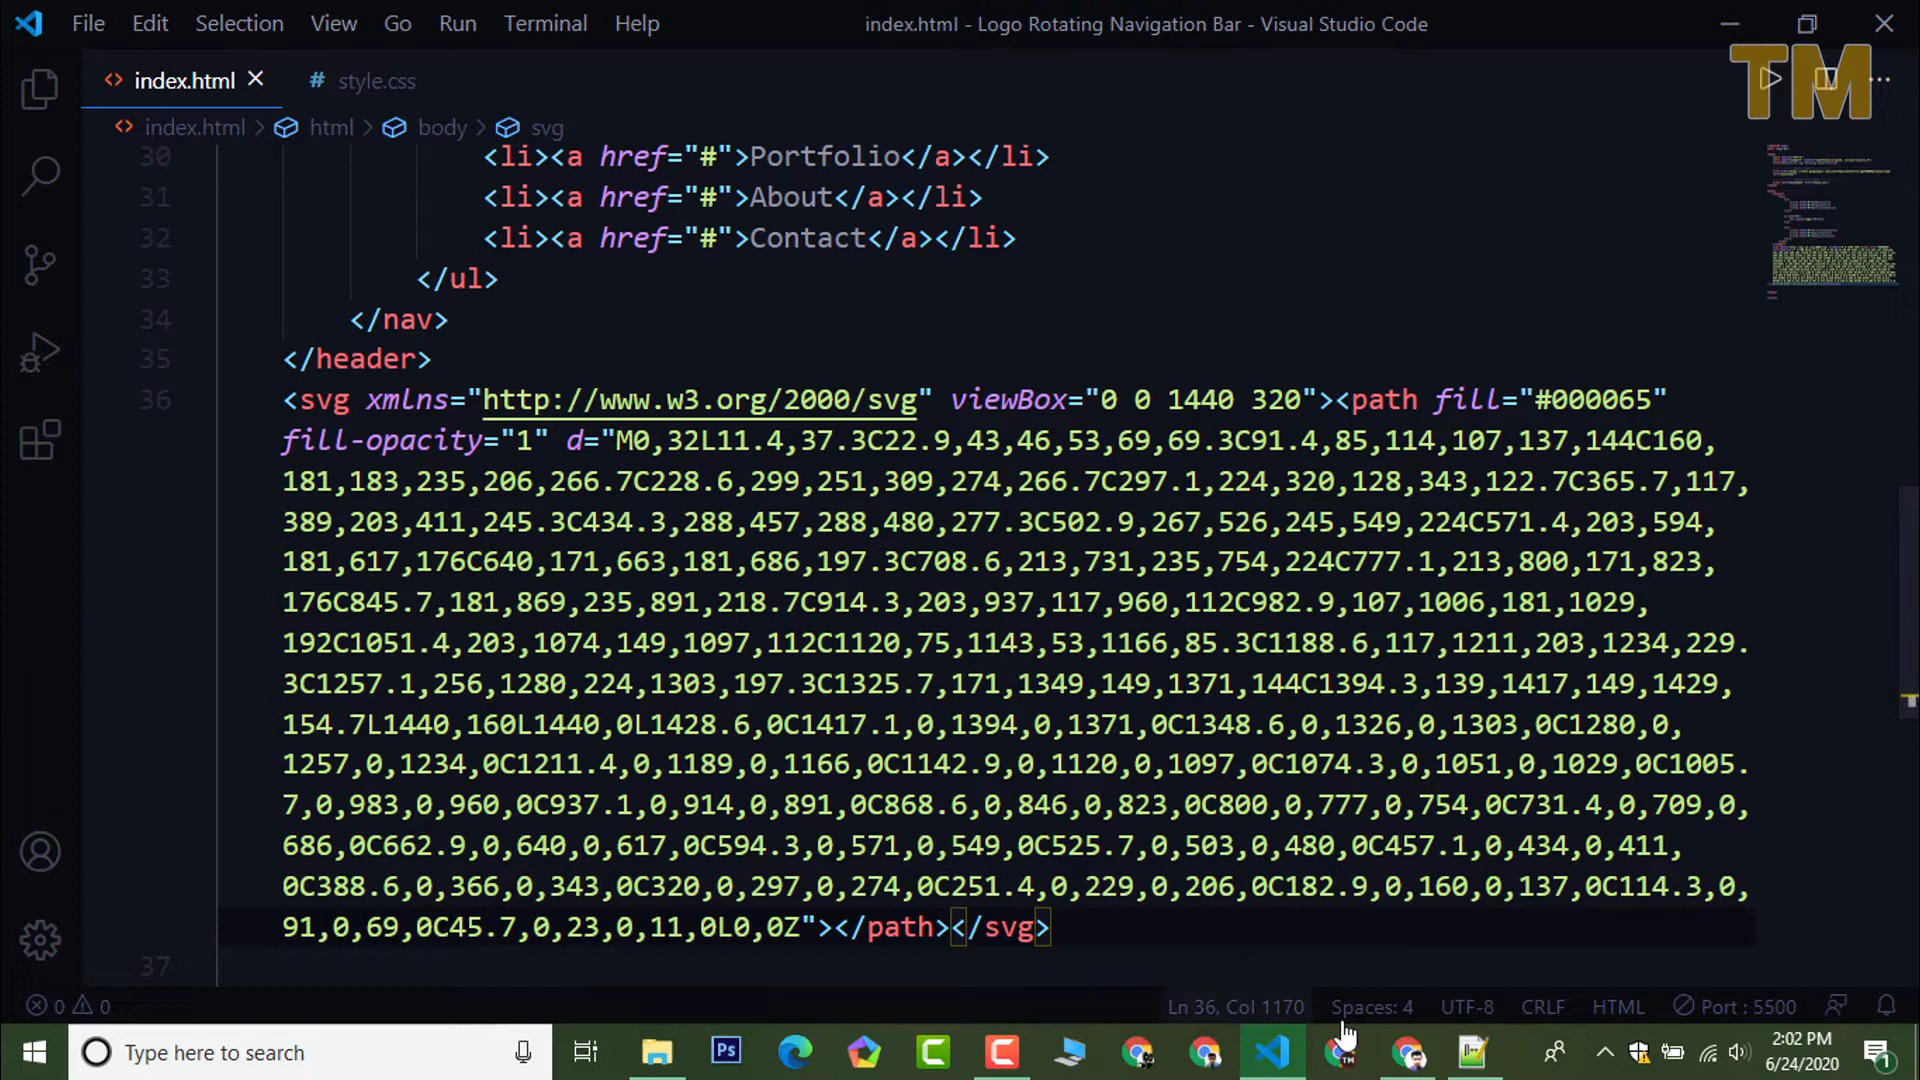 File Edit Selection View Go Run Terminal Help index.html - Logo Rotating Navigation Bar - Visual Studio Code
TM
index.html style.css
index.html > html > body > svg
30 <li><a href="#">Portfolio</a></li>
31 <li><a href="#">About</a></li>
32 <li><a href="#">Contact</a></li>
33 </ul>
34 </nav>
35 </header>
36 <svg xmlns="http://www.w3.org/2000/svg" viewBox="0 0 1440 320"><path fill="#000065"
fill-opacity="1" d="M0,32L11.4,37.3C22.9,43,46,53,69,69.3C91.4,85,114,107,137,144C160,
181,183,235,206,266.7C228.6,299,251,309,274,266.7C297.1,224,320,128,343,122.7C365.7,117,
389,203,411,245.3C434.3,288,457,288,480,277.3C502.9,267,526,245,549,224C571.4,203,594,
181,617,176C640,171,663,181,686,197.3C708.6,213,731,235,754,224C777.1,213,800,171,823,
176C845.7,181,869,235,891,218.7C914.3,203,937,117,960,112C982.9,107,1006,181,1029,
192C1051.4,203,1074,149,1097,112C1120,75,1143,53,1166,85.3C1188.6,117,1211,203,1234,229.
3C1257.1,256,1280,224,1303,197.3C1325.7,171,1349,149,1371,144C1394.3,139,1417,149,1429,
154.7L1440,160L1440,0L1428.6,0C1417.1,0,1394,0,1371,0C1348.6,0,1326,0,1303,0C1280,0,
1257,0,1234,0C1211.4,0,1189,0,1166,0C1142.9,0,1120,0,1097,0C1074.3,0,1051,0,1029,0C1005.
7,0,983,0,960,0C937.1,0,914,0,891,0C868.6,0,846,0,823,0C800,0,777,0,754,0C731.4,0,709,0,
686,0C662.9,0,640,0,617,0C594.3,0,571,0,549,0C525.7,0,503,0,480,0C457.1,0,434,0,411,
0C388.6,0,366,0,343,0C320,0,297,0,274,0C251.4,0,229,0,206,0C182.9,0,160,0,137,0C114.3,0,
91,0,69,0C45.7,0,23,0,11,0L0,0Z"></path></svg>
37
0 0 Ln 36, Col 1170 Spaces: 4 UTF-8 CRLF HTML Port : 5500
Type here to search Ps TM 2:02 PM
6/24/2020 1